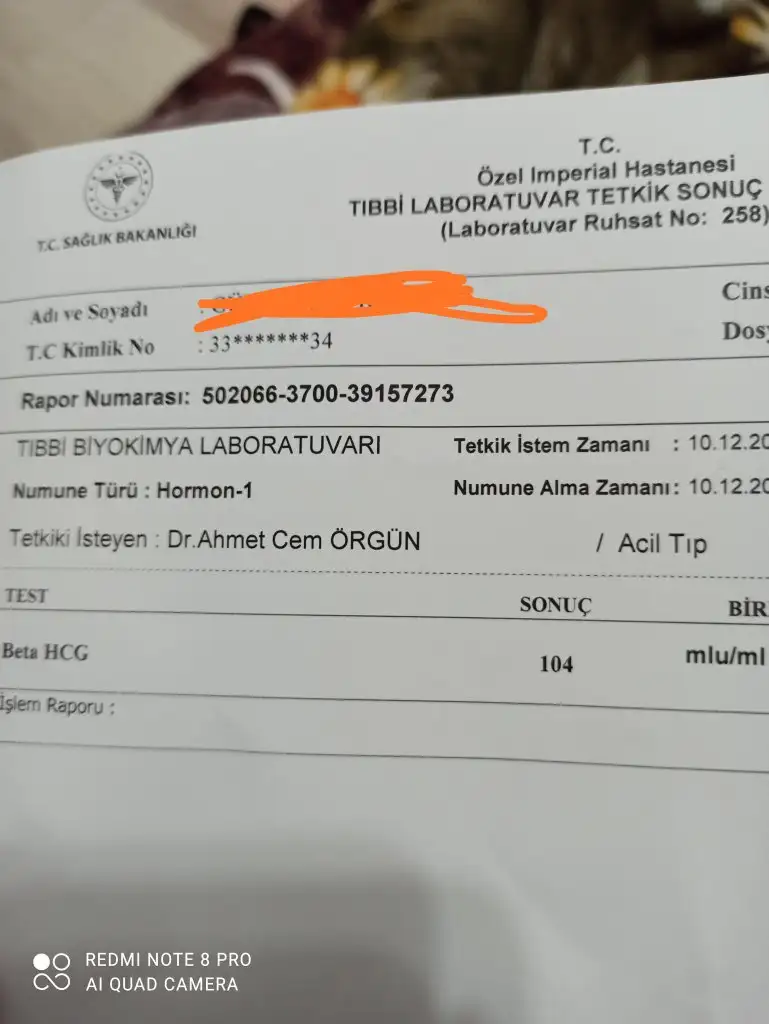 T.C.
Özel Imperial Hastanesi
TIBBİ LABORATUVAR TETKİK SONUÇ
(Laboratuvar Ruhsat No: 258)
T.C. SAĞLIK BAKANLIĞI
Adı ve Soyadı :
Cins
T.C Kimlik No : 33*******34
Dosy
Rapor Numarası: 502066-3700-39157273
TIBBİ BİYOKİMYA LABORATUVARI Tetkik İstem Zamanı : 10.12.20
Numune Türü : Hormon-1 Numune Alma Zamanı : 10.12.20
Tetkiki İsteyen : Dr.Ahmet Cem ÖRGÜN / Acil Tıp
TEST SONUÇ BİR
Beta HCG 104 mlu/ml
İşlem Raporu :
REDMI NOTE 8 PRO
AI QUAD CAMERA